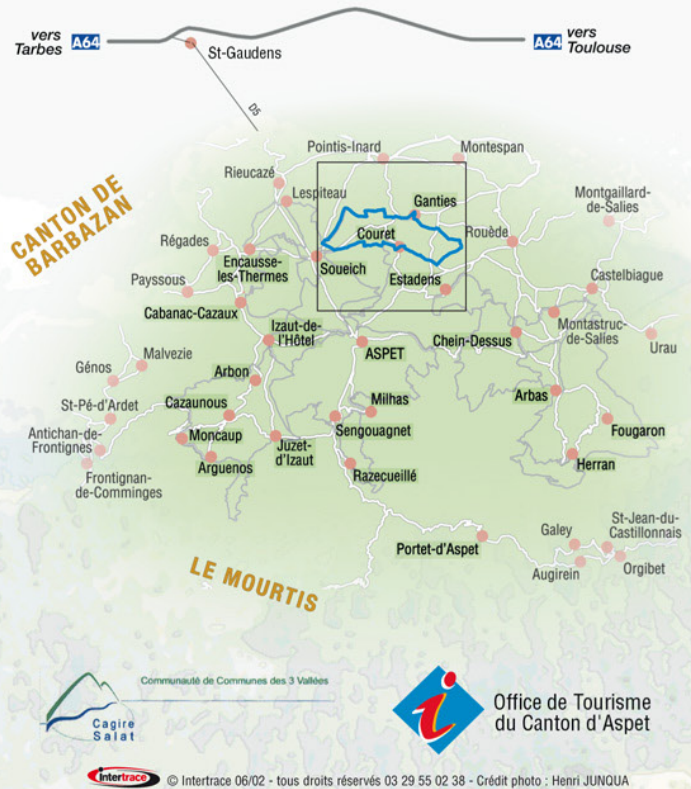 vers
Tarbes A64
A64 vers
Toulouse
St-Gaudens
D5
Pointis-Inard
Montespan
Rieucazé
Lespiteau
CANTON DE
BARBAZAN
Ganties
Montgaillard-
de-Salies
Couret
Rouède
Régades
Encausse-
les-Thermes
Soueich
Payssous
Estadens
Castelbiague
Cabanac-Cazaux
Izaut-de-
l'Hôtel
ASPET
Chein-Dessus
Montastruc-
de-Salies
Urau
Génos
Malvezie
Arbon
Milhas
Arbas
St-Pé-d'Ardet
Cazaunous
Sengouagnet
Fougaron
Antichan-de-
Frontignes
Moncaup
Juzet-
d'Izaut
Arguenos
Razecueillé
Herran
Frontignan-
de-Comminges
St-Jean-du-
Castillonnais
Galey
Portet-d'Aspet
Augirein
Orgibet
LE MOURTIS
Communauté de Communes des 3 Vallées
Cagire
Salat
i
Office de Tourisme
du Canton d'Aspet
Intertrace © Intertrace 06/02 - tous droits réservés 03 29 55 02 38 - Crédit photo : Henri JUNQUA